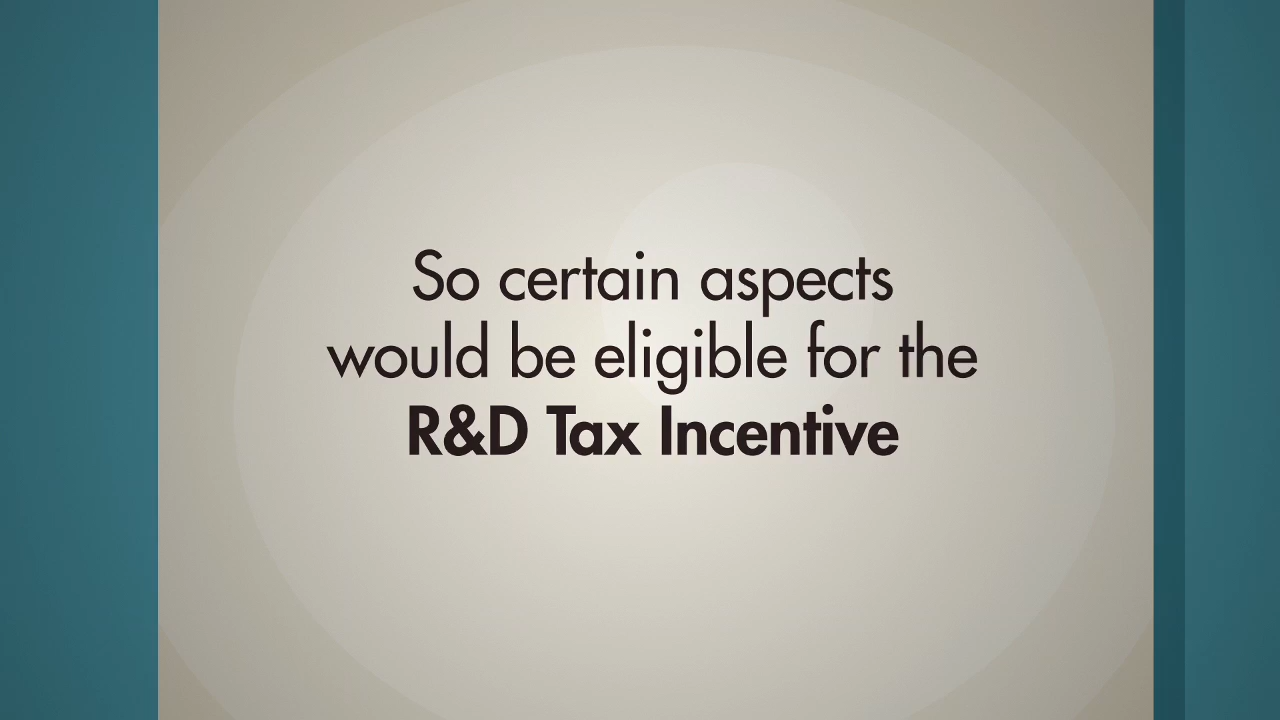 So certain aspects
would be eligible for the
R&D Tax Incentive